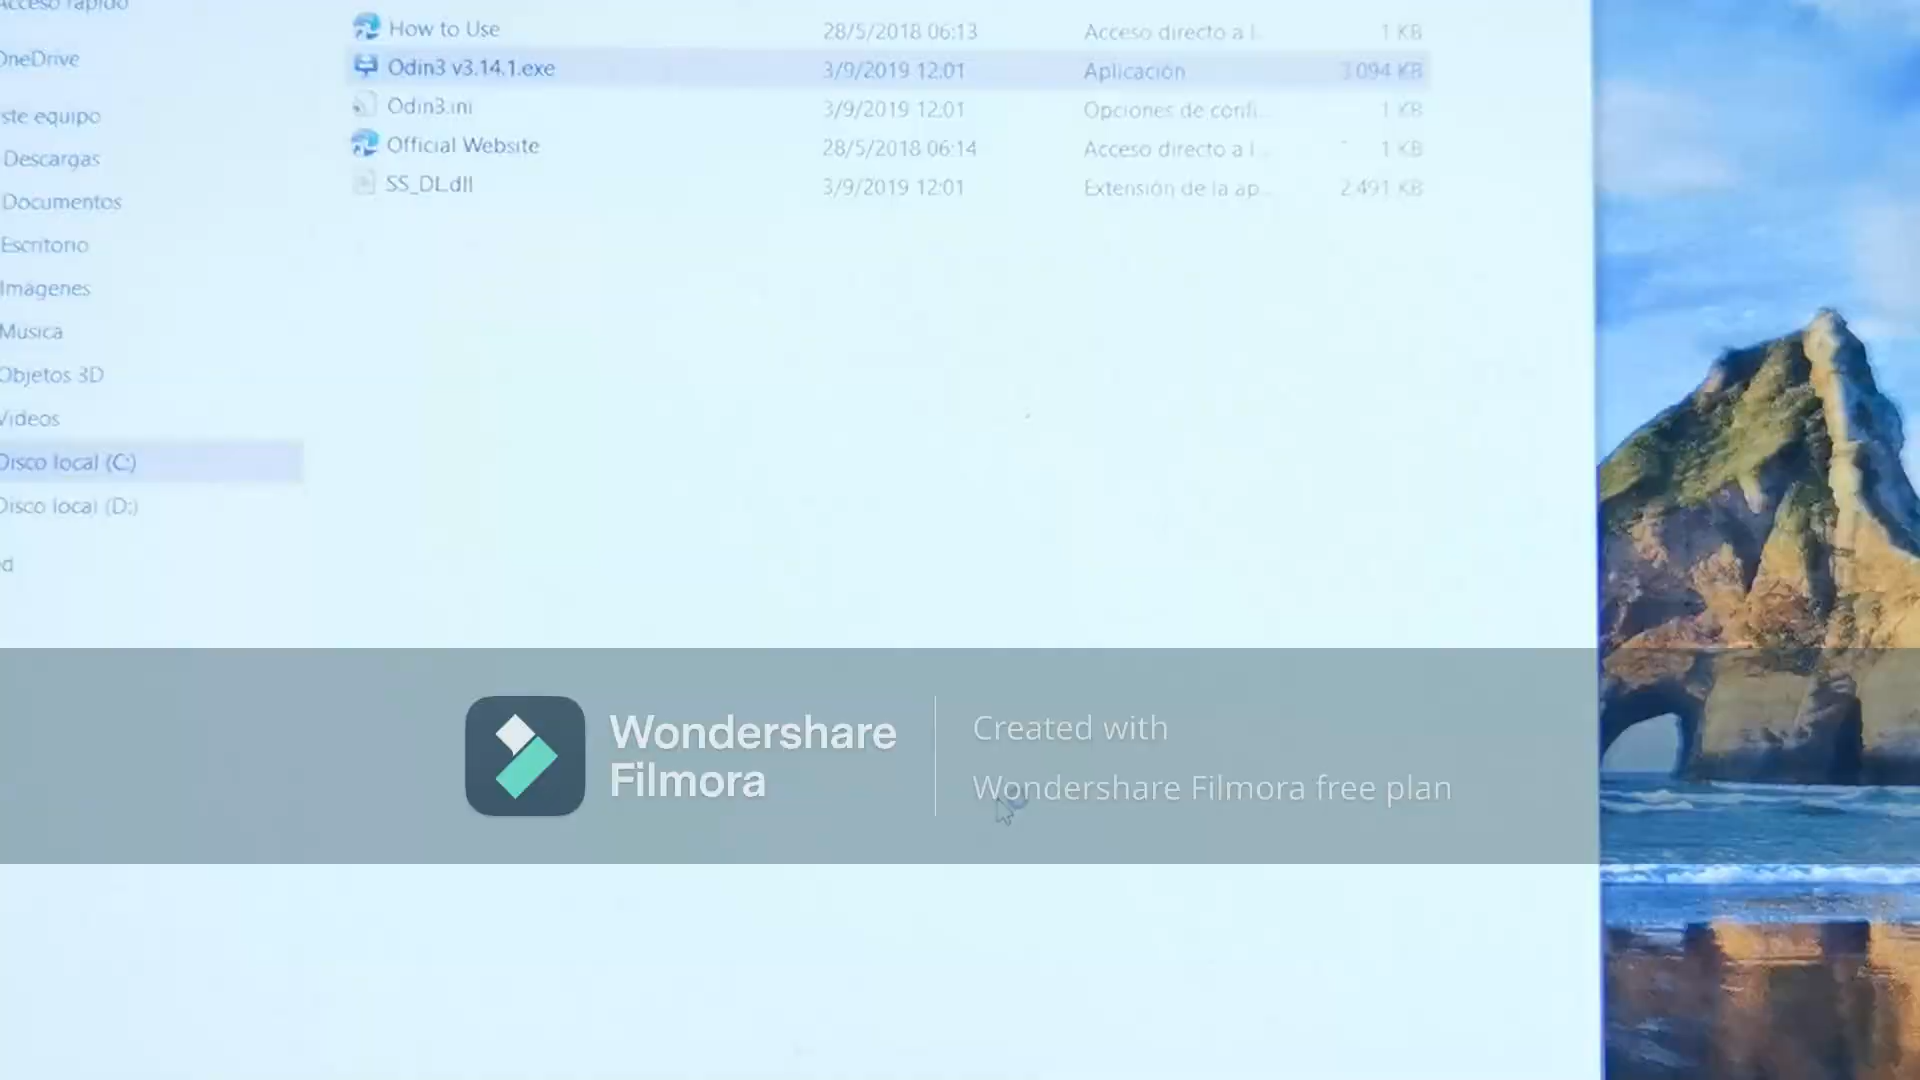 Acceso rápido
OneDrive
ste equipo
Descargas
Documentos
Escritorio
Imágenes
Música
Objetos 3D
Vídeos
Disco local (C:)
Disco local (D:)
How to Use 28/5/2018 06:13 Acceso directo a I... 1 KB
Odin3 v3.14.1.exe 3/9/2019 12:01 Aplicación 3.094 KB
Odin3.ini 3/9/2019 12:01 Opciones de confi... 1 KB
Official Website 28/5/2018 06:14 Acceso directo a I... 1 KB
SS_DL.dll 3/9/2019 12:01 Extensión de la ap... 2.491 KB
Wondershare
Filmora
Created with
Wondershare Filmora free plan